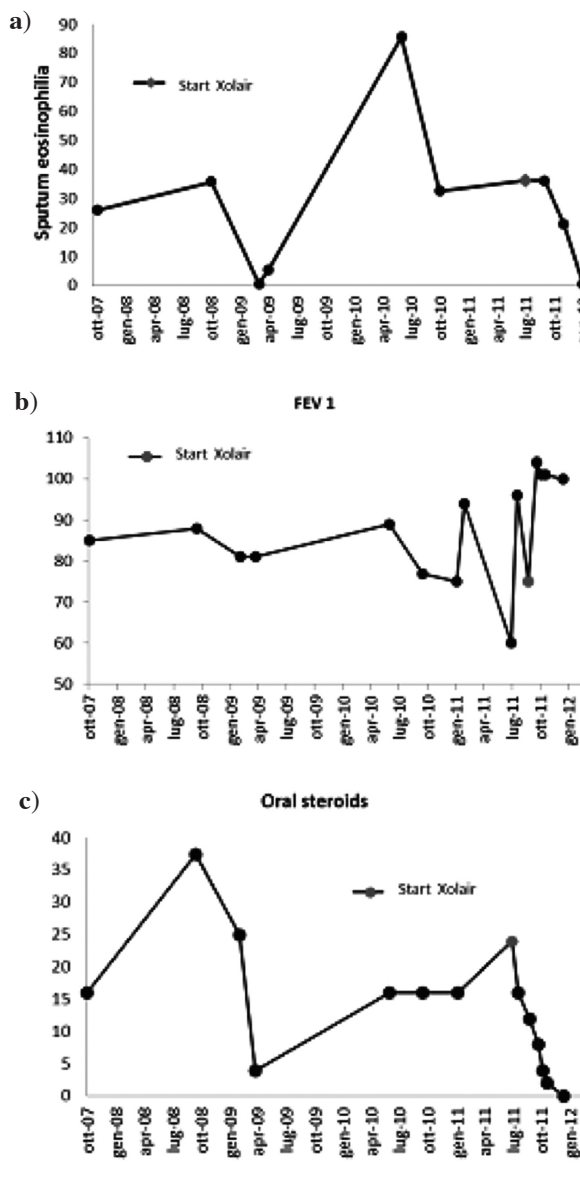 a)
90
80
70
60
50
40
30
20
10
0
Sputum eosinophilia
Start Xolair
ott-07
gen-08
apr-08
lug-08
ott-08
gen-09
apr-09
lug-09
ott-09
gen-10
apr-10
lug-10
ott-10
gen-11
apr-11
lug-11
ott-11
b)
FEV 1
110
100
90
80
70
60
50
Start Xolair
ott-07
gen-08
apr-08
lug-08
ott-08
gen-09
apr-09
lug-09
ott-09
gen-10
apr-10
lug-10
ott-10
gen-11
apr-11
lug-11
ott-11
gen-12
c)
Oral steroids
40
35
30
25
20
15
10
5
0
Start Xolair
ott-07
gen-08
apr-08
lug-08
ott-08
gen-09
apr-09
lug-09
ott-09
gen-10
apr-10
lug-10
ott-10
gen-11
apr-11
lug-11
ott-11
gen-12